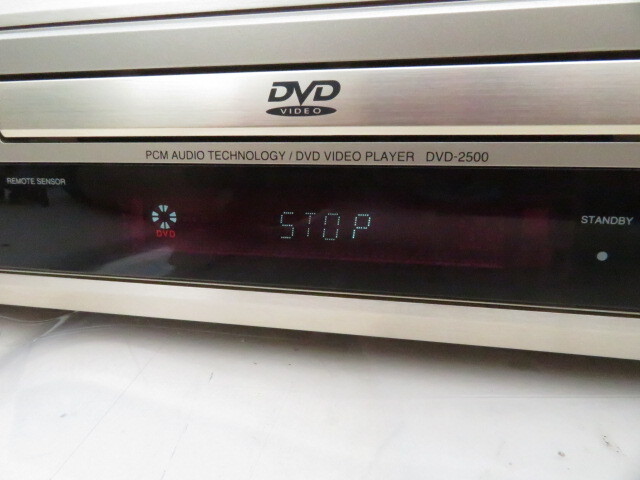 DVD
VIDEO
PCM AUDIO TECHNOLOGY / DVD VIDEO PLAYER DVD-2500
REMOTE SENSOR
DVD
STOP
STANDBY